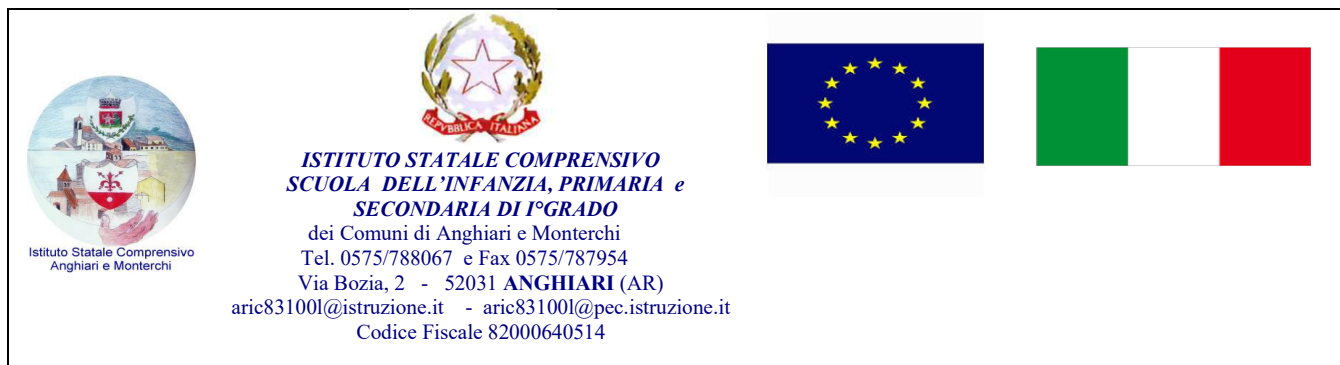 REPVBBLICA ITALIANA
ISTITUTO STATALE COMPRENSIVO
SCUOLA DELL'INFANZIA, PRIMARIA e
SECONDARIA DI I°GRADO
dei Comuni di Anghiari e Monterchi
Tel. 0575/788067 e Fax 0575/787954
Via Bozia, 2 - 52031 ANGHIARI (AR)
aric83100l@istruzione.it - aric83100l@pec.istruzione.it
Codice Fiscale 82000640514
Istituto Statale Comprensivo
Anghiari e Monterchi